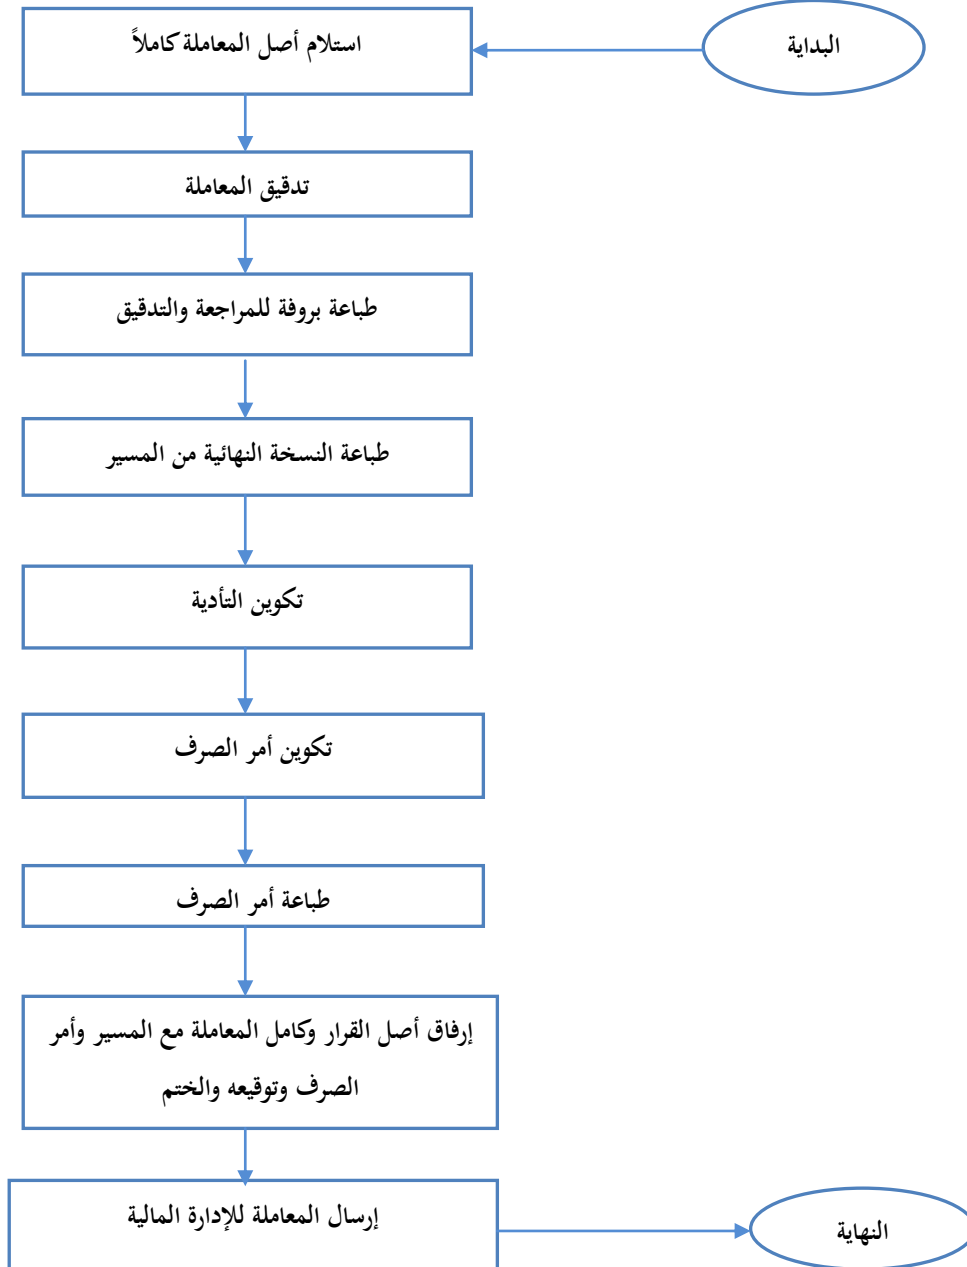 البداية
استلام أصل المعاملة كاملاً
تدقيق المعاملة
طباعة بروفة للمراجعة والتدقيق
طباعة النسخة النهائية من المسير
تكوين التأدية
تكوين أمر الصرف
طباعة أمر الصرف
إرفاق أصل القرار وكامل المعاملة مع المسير وأمر
الصرف وتوقيعه والختم
إرسال المعاملة للإدارة المالية
النهاية